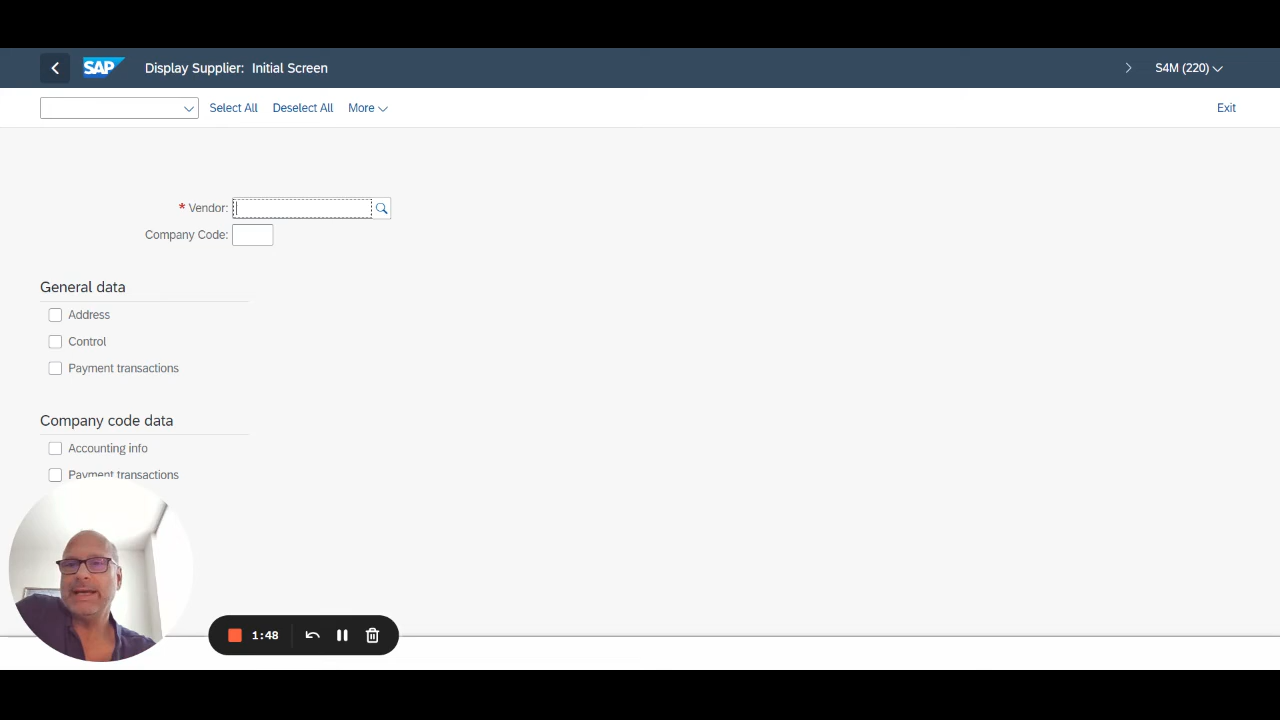 SAP Display Supplier: Initial Screen S4M (220)
Select All Deselect All More Exit
* Vendor:
Company Code:
General data
Address
Control
Payment transactions
Company code data
Accounting info
Payment transactions
1:48